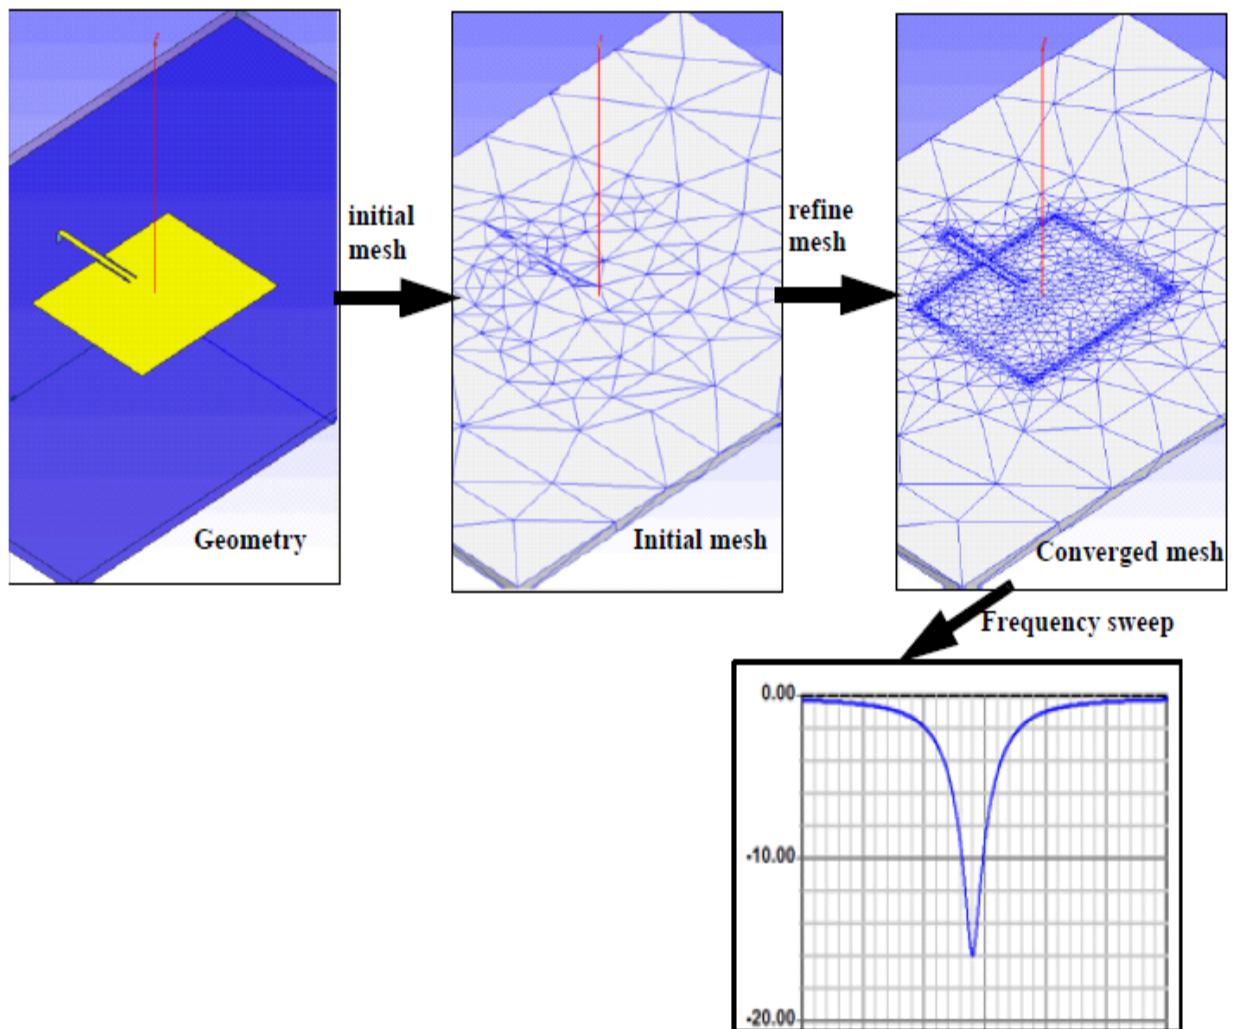 initial
mesh
refine
mesh
Geometry
Initial mesh
Converged mesh
Frequency sweep
0.00
-10.00
-20.00